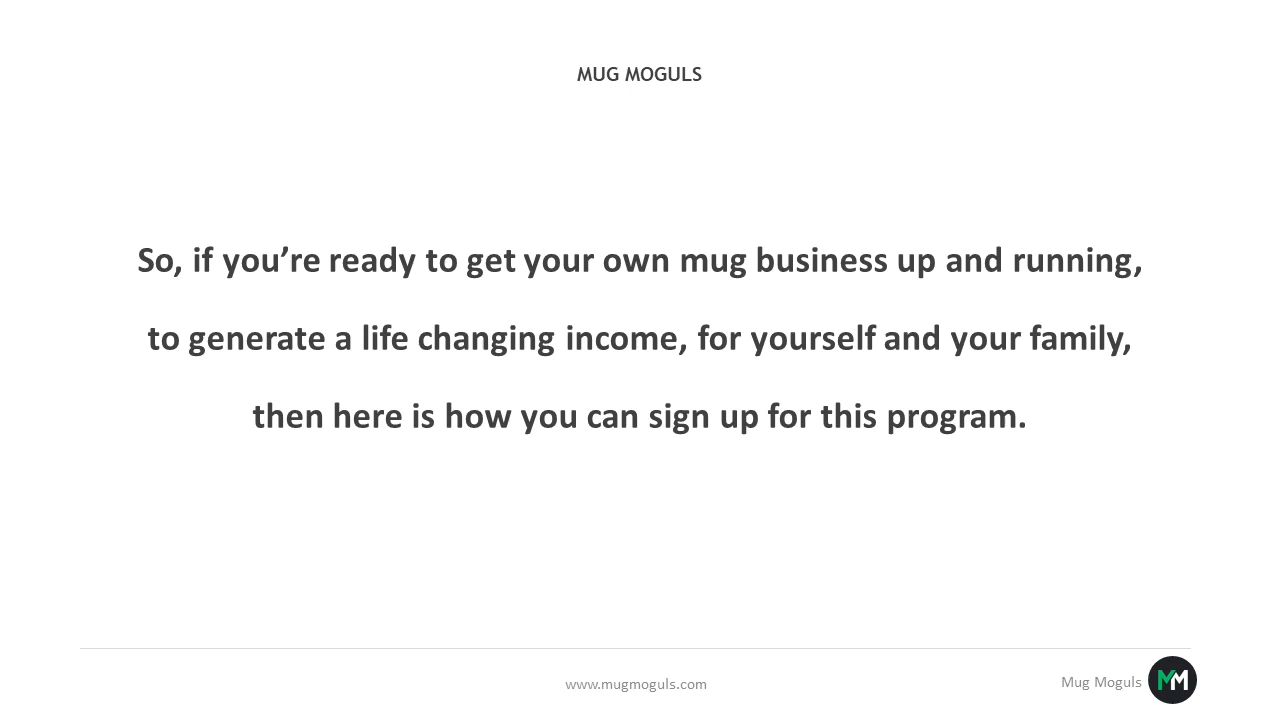 MUG MOGULS
So, if you’re ready to get your own mug business up and running,
to generate a life changing income, for yourself and your family,
then here is how you can sign up for this program.
www.mugmoguls.com
Mug Moguls
MM